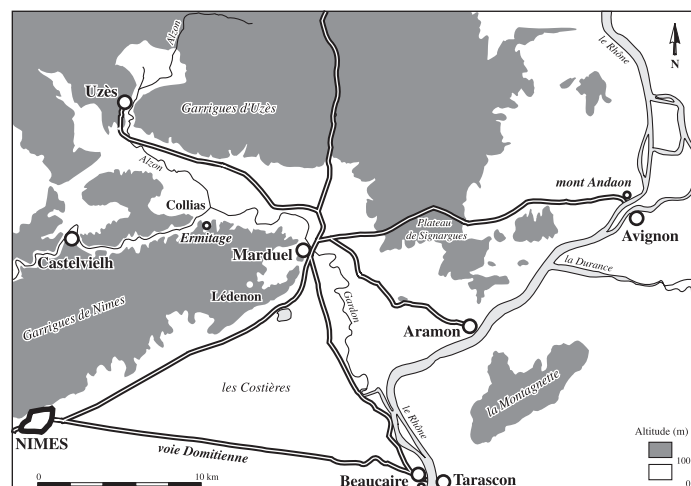 Alzon
le Rhône
N
Uzès
Garrigues d'Uzès
Alzon
mont Andaon
Collias
Plateau
de Signargues
Ermitage
Avignon
Marduel
Castelvielh
la Durance
Lédenon
Gardon
Garrigues de Nimes
Aramon
les Costières
la Montagnette
le Rhône
NIMES
voie Domitienne
Altitude (m)
100
0
0 10 km
Beaucaire
Tarascon